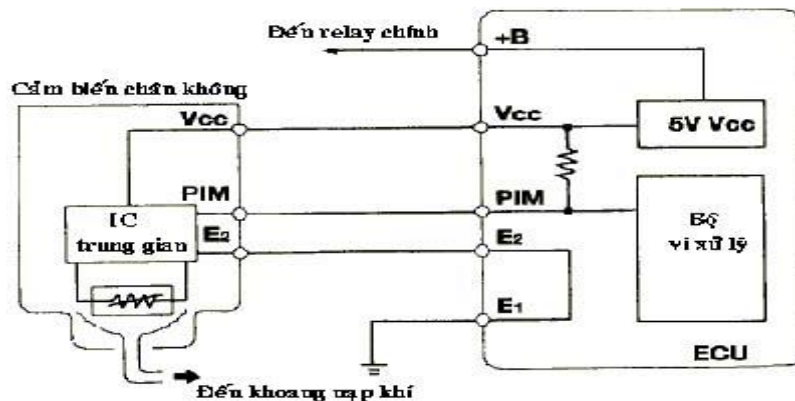 Đến relay chính
+B
Cảm biến chân không
Vcc
Vcc
5V Vcc
PIM
PIM
IC
trung gian
E2
E2
Bộ
vi xử lý
E1
ECU
Đến khoang nạp khí